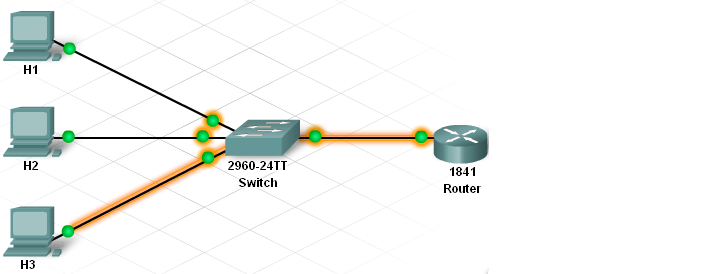 H1
H2
2960-24TT
Switch
1841
Router
H3